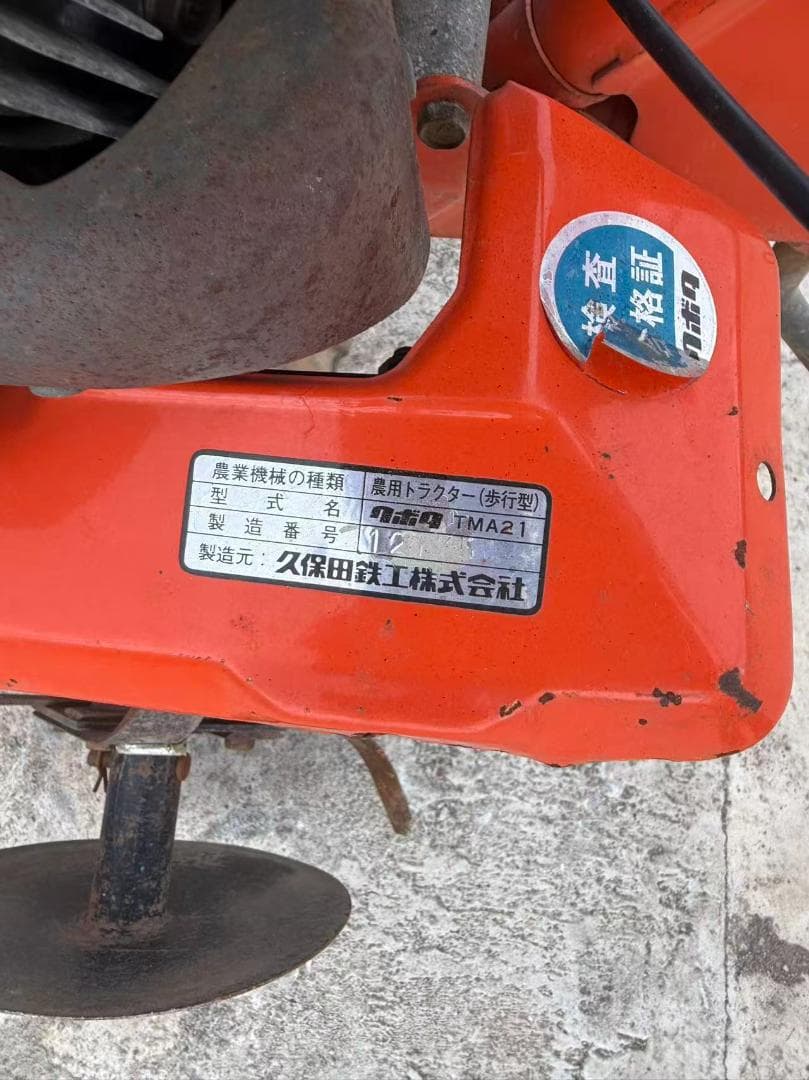 検査
合格証
クボタ
農業機械の種類 農用トラクター(歩行型)
型式名 クボタ TMA21
製造番号 12
製造元: 久保田鉄工株式会社